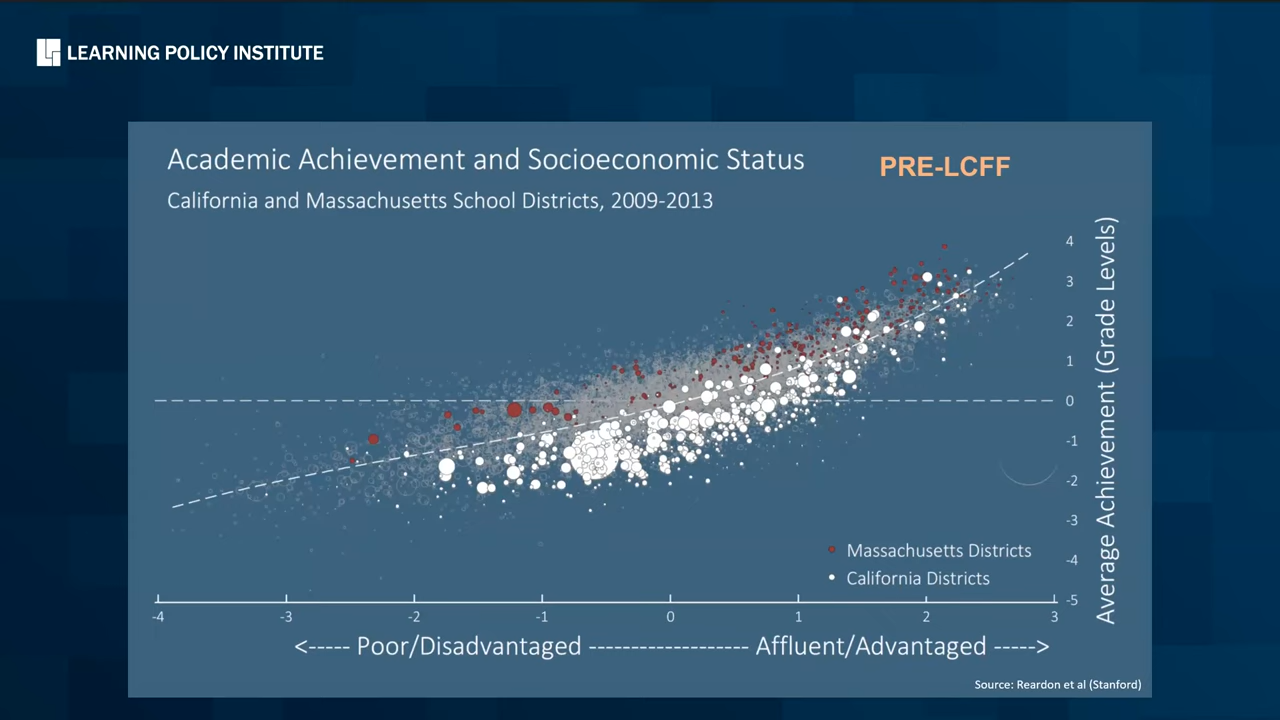 LEARNING POLICY INSTITUTE
Academic Achievement and Socioeconomic Status
PRE-LCFF
California and Massachusetts School Districts, 2009-2013
4
3
2
1
0
-1
-2
-3
-4
-5
Average Achievement (Grade Levels)
Massachusetts Districts
California Districts
-4 -3 -2 -1 0 1 2 3
<----- Poor/Disadvantaged ------------------- Affluent/Advantaged ----->
Source: Reardon et al (Stanford)